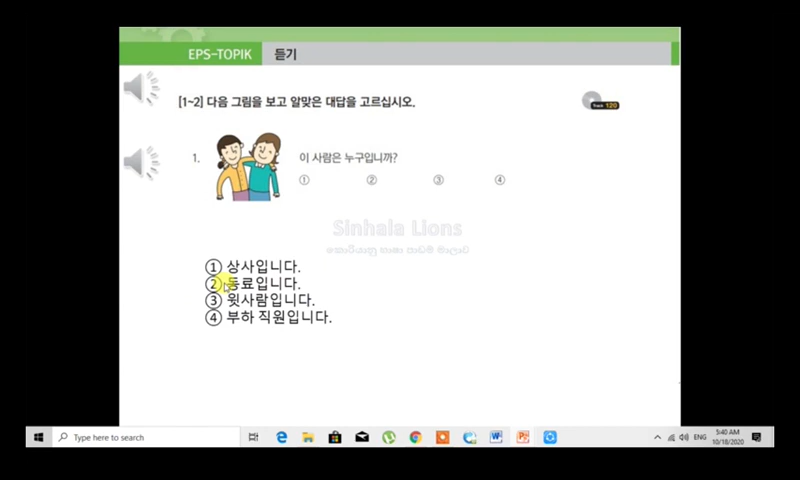 EPS-TOPIK 듣기
[1~2] 다음 그림을 보고 알맞은 대답을 고르십시오.
Track 120
1. 이 사람은 누구입니까?
① ② ③ ④
Sinhala Lions
කොරියානු භාෂා පාඩම් මාලාව
① 상사입니다.
② 동료입니다.
③ 윗사람입니다.
④ 부하 직원입니다.
Type here to search
ENG
5:40 AM
10/18/2020